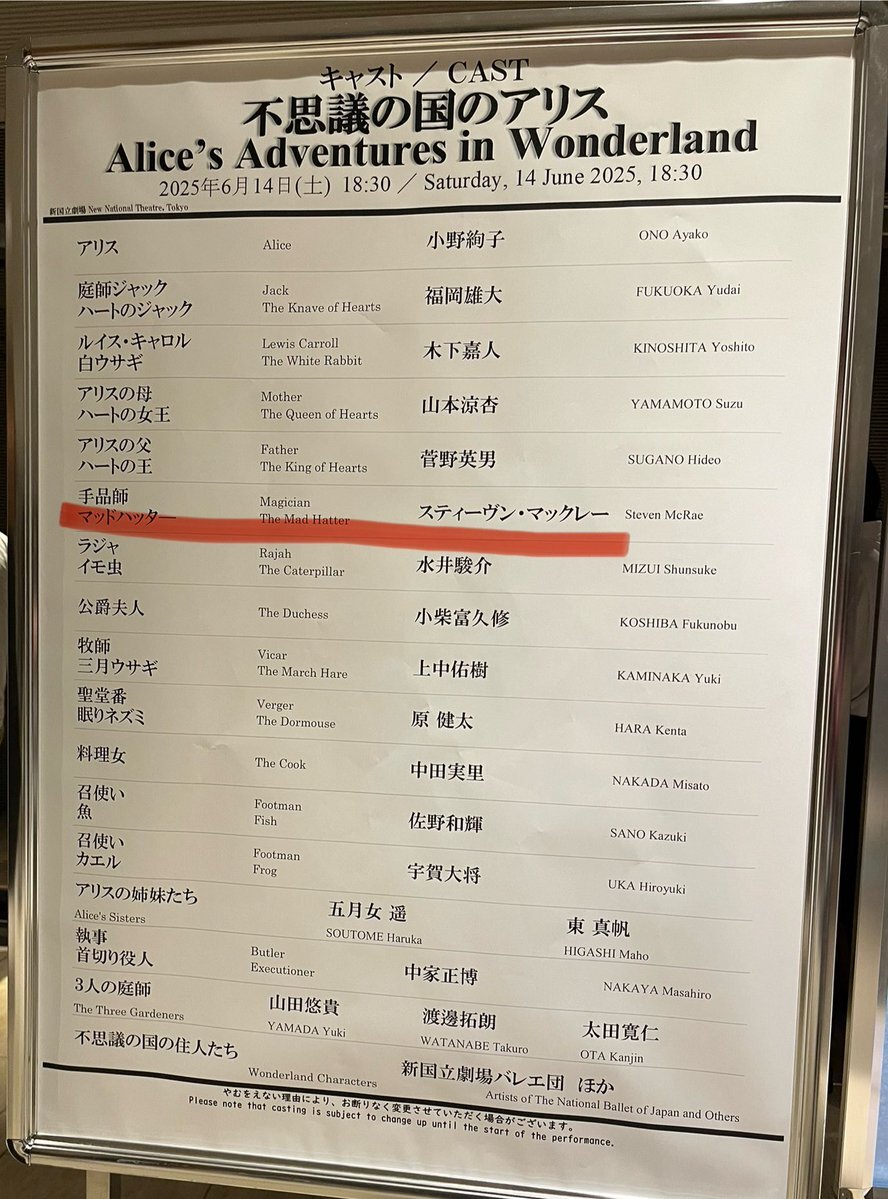 キャスト ／ CAST
不思議の国のアリス
Alice's Adventures in Wonderland
2025年6月14日(土) 18:30 ／ Saturday, 14 June 2025, 18:30
新国立劇場 New National Theatre, Tokyo
アリス Alice 小野絢子 ONO Ayako
庭師ジャック Jack
ハートのジャック The Knave of Hearts 福岡雄大 FUKUOKA Yudai
ルイス・キャロル Lewis Carroll
白ウサギ The White Rabbit 木下嘉人 KINOSHITA Yoshito
アリスの母 Mother
ハートの女王 The Queen of Hearts 山本涼杏 YAMAMOTO Suzu
アリスの父 Father
ハートの王 The King of Hearts 菅野英男 SUGANO Hideo
手品師 Magician
マッドハッター The Mad Hatter スティーヴン・マックレー Steven McRae
ラジャ Rajah
イモ虫 The Caterpillar 水井駿介 MIZUI Shunsuke
公爵夫人 The Duchess 小柴富久修 KOSHIBA Fukunobu
牧師 Vicar
三月ウサギ The March Hare 上中佑樹 KAMINAKA Yuki
聖堂番 Verger
眠りネズミ The Dormouse 原 健太 HARA Kenta
料理女 The Cook 中田実里 NAKADA Misato
召使い Footman
魚 Fish 佐野和輝 SANO Kazuki
召使い Footman
カエル Frog 宇賀大将 UKA Hiroyuki
アリスの姉妹たち 五月女 遥 東 真帆
Alice's Sisters SOUTOME Haruka HIGASHI Maho
執事 Butler
首切り役人 Executioner 中家正博 NAKAYA Masahiro
3人の庭師 山田悠貴 渡邊拓朗 太田寛仁
The Three Gardeners YAMADA Yuki WATANABE Takuro OTA Kanjin
不思議の国の住人たち Wonderland Characters 新国立劇場バレエ団 ほか
Artists of The National Ballet of Japan and Others
やむをえない理由により、お断りなく変更させていただく場合がございます。
Please note that casting is subject to change up until the start of the performance.